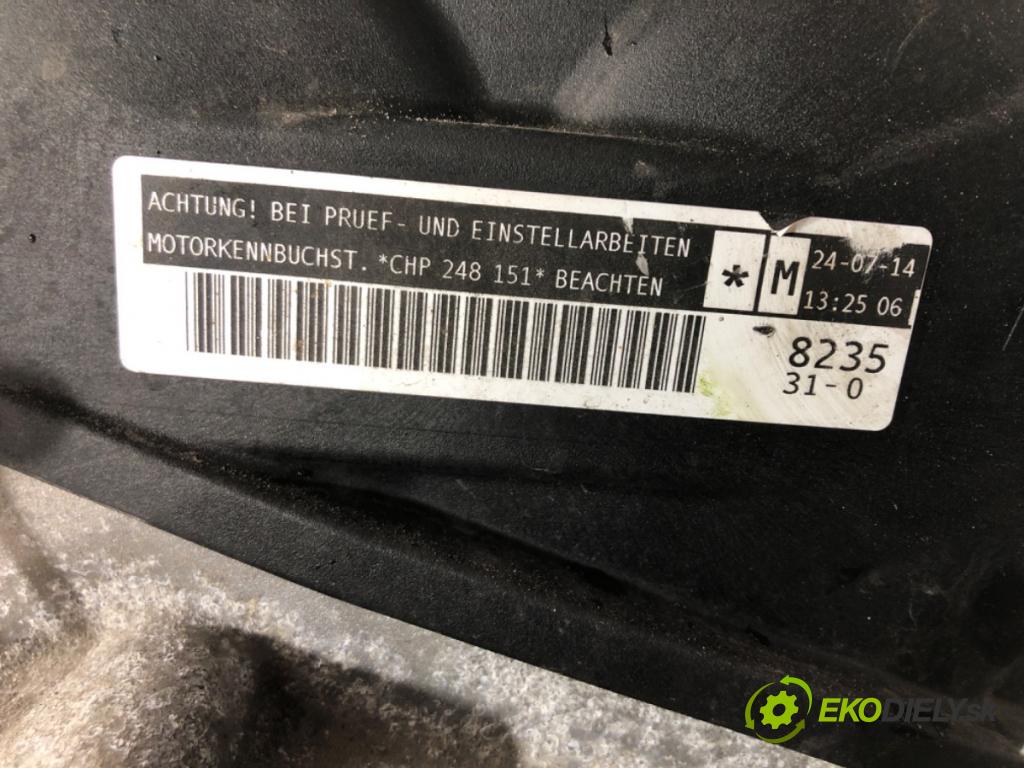 ACHTUNG! BEI PRUEF- UND EINSTELLARBEITEN
MOTORKENNBUCHST. *CHP 248 151* BEACHTEN
* M
24-07-14
13:25 06
8235
31-0
EKODIELY.sk